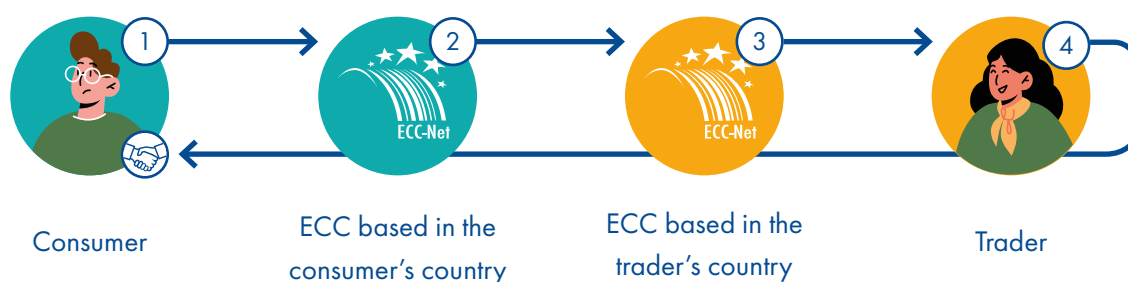 1
2
3
4
ECC-Net
ECC-Net
Consumer
ECC based in the
consumer's country
ECC based in the
trader's country
Trader